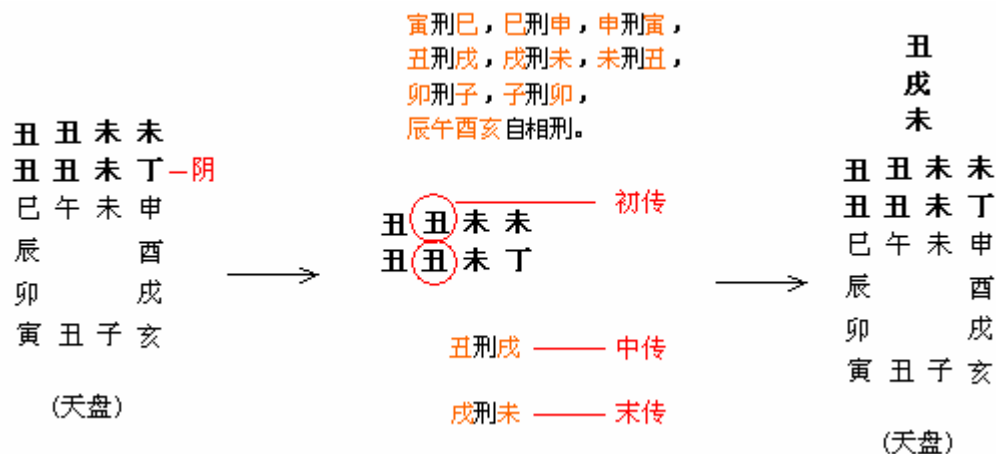 寅刑巳，巳刑申，申刑寅，
丑刑戌，戌刑未，未刑丑，
卯刑子，子刑卯，
辰午酉亥自相刑。
丑 丑 未 未
丑 丑 未 丁 阴
巳 午 未 申
辰 酉
卯 戌
寅 丑 子 亥
(天盘)
丑 丑 未 未 初传
丑 丑 未 丁
丑刑戌 中传
戌刑未 末传
丑
戌
未
丑 丑 未 未
丑 丑 未 丁
巳 午 未 申
辰 酉
卯 戌
寅 丑 子 亥
(天盘)